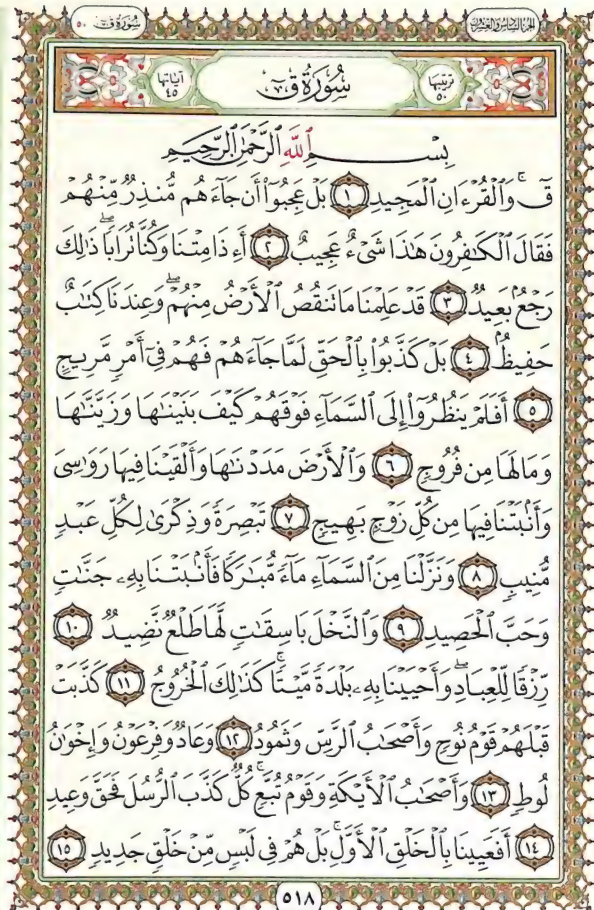 سُورَةُ قٓ ٥٠ الجزء السادس والعشرون
آياتها ٤٥ سُورَةُ قٓ ترتيبها ٥٠
بِسْمِ ٱللَّهِ ٱلرَّحْمَٰنِ ٱلرَّحِيمِ
قٓ ۚ وَٱلْقُرْءَانِ ٱلْمَجِيدِ ١ بَلْ عَجِبُوٓا۟ أَن جَآءَهُم مُّنذِرٌ مِّنْهُمْ
فَقَالَ ٱلْكَٰفِرُونَ هَٰذَا شَىْءٌ عَجِيبٌ ٢ أَءِذَا مِتْنَا وَكُنَّا تُرَابًا ۖ ذَٰلِكَ
رَجْعٌۢ بَعِيدٌ ٣ قَدْ عَلِمْنَا مَا تَنقُصُ ٱلْأَرْضُ مِنْهُمْ ۖ وَعِندَنَا كِتَٰبٌ
حَفِيظٌۢ ٤ بَلْ كَذَّبُوا۟ بِٱلْحَقِّ لَمَّا جَآءَهُمْ فَهُمْ فِىٓ أَمْرٍ مَّرِيجٍ
٥ أَفَلَمْ يَنظُرُوٓا۟ إِلَى ٱلسَّمَآءِ فَوْقَهُمْ كَيْفَ بَنَيْنَٰهَا وَزَيَّنَّٰهَا
وَمَا لَهَا مِن فُرُوجٍ ٦ وَٱلْأَرْضَ مَدَدْنَٰهَا وَأَلْقَيْنَا فِيهَا رَوَٰسِىَ
وَأَنۢبَتْنَا فِيهَا مِن كُلِّ زَوْجٍۭ بَهِيجٍ ٧ تَبْصِرَةً وَذِكْرَىٰ لِكُلِّ عَبْدٍ
مُّنِيبٍ ٨ وَنَزَّلْنَا مِنَ ٱلسَّمَآءِ مَآءً مُّبَٰرَكًا فَأَنۢبَتْنَا بِهِۦ جَنَّٰتٍ
وَحَبَّ ٱلْحَصِيدِ ٩ وَٱلنَّخْلَ بَاسِقَٰتٍ لَّهَا طَلْعٌ نَّضِيدٌ ١٠
رِّزْقًا لِّلْعِبَادِ ۖ وَأَحْيَيْنَا بِهِۦ بَلْدَةً مَّيْتًا ۚ كَذَٰلِكَ ٱلْخُرُوجُ ١١ كَذَّبَتْ
قَبْلَهُمْ قَوْمُ نُوحٍ وَأَصْحَٰبُ ٱلرَّسِّ وَثَمُودُ ١٢ وَعَادٌ وَفِرْعَوْنُ وَإِخْوَٰنُ
لُوطٍ ١٣ وَأَصْحَٰبُ ٱلْأَيْكَةِ وَقَوْمُ تُبَّعٍ ۚ كُلٌّ كَذَّبَ ٱلرُّسُلَ فَحَقَّ وَعِيدِ
١٤ أَفَعَيِينَا بِٱلْخَلْقِ ٱلْأَوَّلِ ۚ بَلْ هُمْ فِى لَبْسٍ مِّنْ خَلْقٍ جَدِيدٍ ١٥
٥١٨